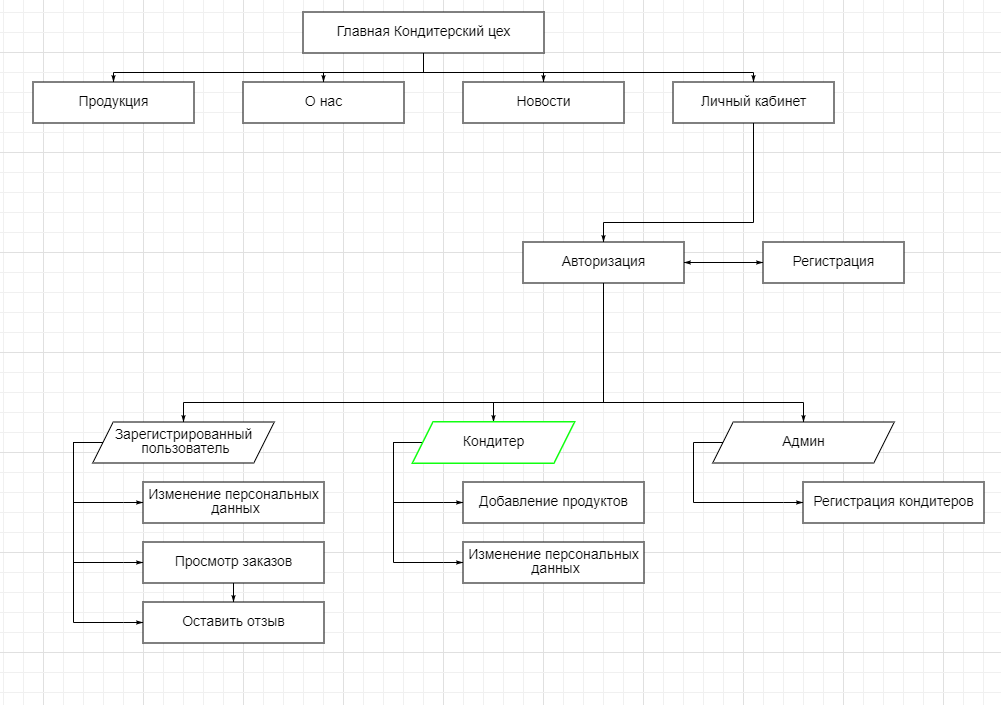 Главная Кондитерский цех
Продукция
О нас
Новости
Личный кабинет
Авторизация
Регистрация
Зарегистрированный
пользователь
Кондитер
Админ
Изменение персональных
данных
Добавление продуктов
Регистрация кондитеров
Просмотр заказов
Изменение персональных
данных
Оставить отзыв